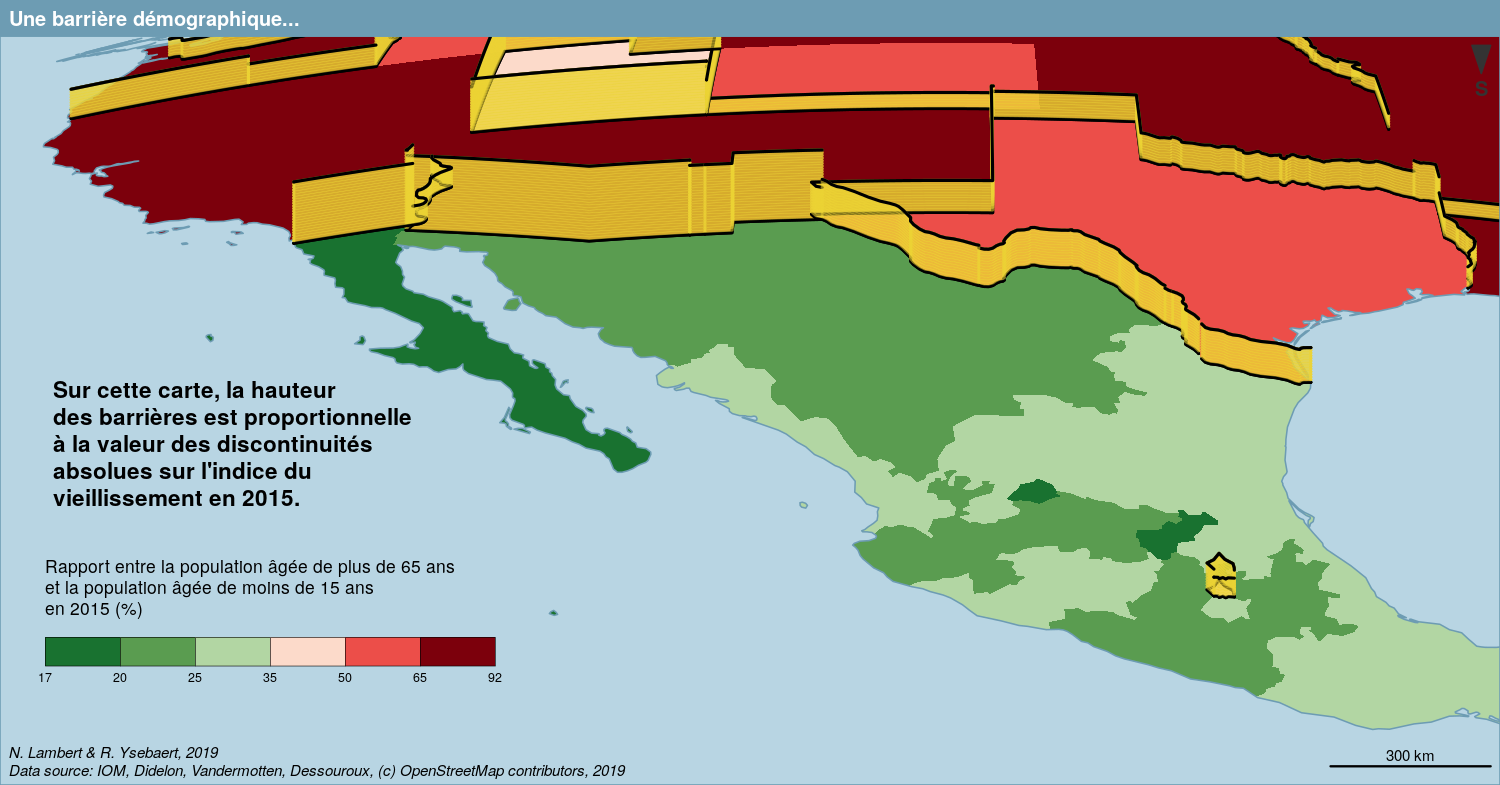 Une barrière démographique...
S
Sur cette carte, la hauteur
des barrières est proportionnelle
à la valeur des discontinuités
absolues sur l'indice du
vieillissement en 2015.
Rapport entre la population âgée de plus de 65 ans
et la population âgée de moins de 15 ans
en 2015 (%)
17 20 25 35 50 65 92
N. Lambert & R. Ysebaert, 2019
Data source: IOM, Didelon, Vandermotten, Dessouroux, (c) OpenStreetMap contributors, 2019
300 km